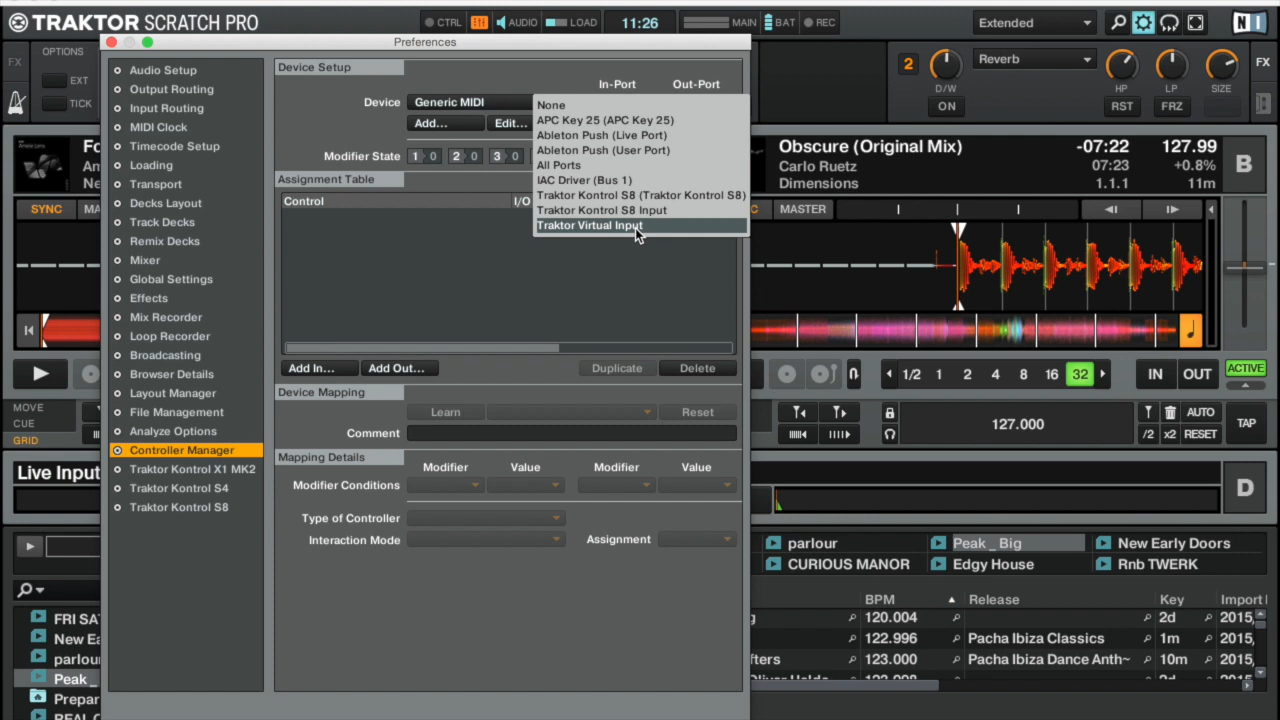 TRAKTOR SCRATCH PRO
CTRL
AUDIO
LOAD
11:26
MAIN
BAT
REC
Extended
NI
Preferences
FX
OPTIONS
EXT
TICK
Audio Setup
Output Routing
Input Routing
MIDI Clock
Timecode Setup
Loading
Transport
Decks Layout
Track Decks
Remix Decks
Mixer
Global Settings
Effects
Mix Recorder
Loop Recorder
Broadcasting
Browser Details
Layout Manager
File Management
Analyze Options
Controller Manager
Traktor Kontrol X1 MK2
Traktor Kontrol S4
Traktor Kontrol S8
Device Setup
In-Port
Out-Port
Device
Generic MIDI
Add...
Edit...
Modifier State
1
0
2
0
3
0
None
APC Key 25 (APC Key 25)
Ableton Push (Live Port)
Ableton Push (User Port)
All Ports
IAC Driver (Bus 1)
Traktor Kontrol S8 (Traktor Kontrol S8)
Traktor Kontrol S8 Input
Traktor Virtual Input
Assignment Table
Control
I/O
Add In...
Add Out...
Duplicate
Delete
Device Mapping
Learn
Reset
Comment
Mapping Details
Modifier
Value
Modifier
Value
Modifier Conditions
Type of Controller
Interaction Mode
Assignment
2
D/W
ON
Reverb
HP
LP
SIZE
RST
FRZ
FX
Obscure (Original Mix)
-07:22
127.99
Carlo Ruetz
07:23
+0.8%
Dimensions
1.1.1
11m
B
SYNC
MASTER
1/2
1
2
4
8
16
32
IN
OUT
ACTIVE
MOVE
CUE
GRID
127.000
AUTO
/2
x2
RESET
TAP
Live Input
D
parlour
Peak _ Big
New Early Doors
CURIOUS MANOR
Edgy House
Rnb TWERK
BPM
Release
Key
120.004
2d
2015,
122.996
Pacha Ibiza Classics
1m
2015,
123.000
Pacha Ibiza Dance Anth~
10m
2015,